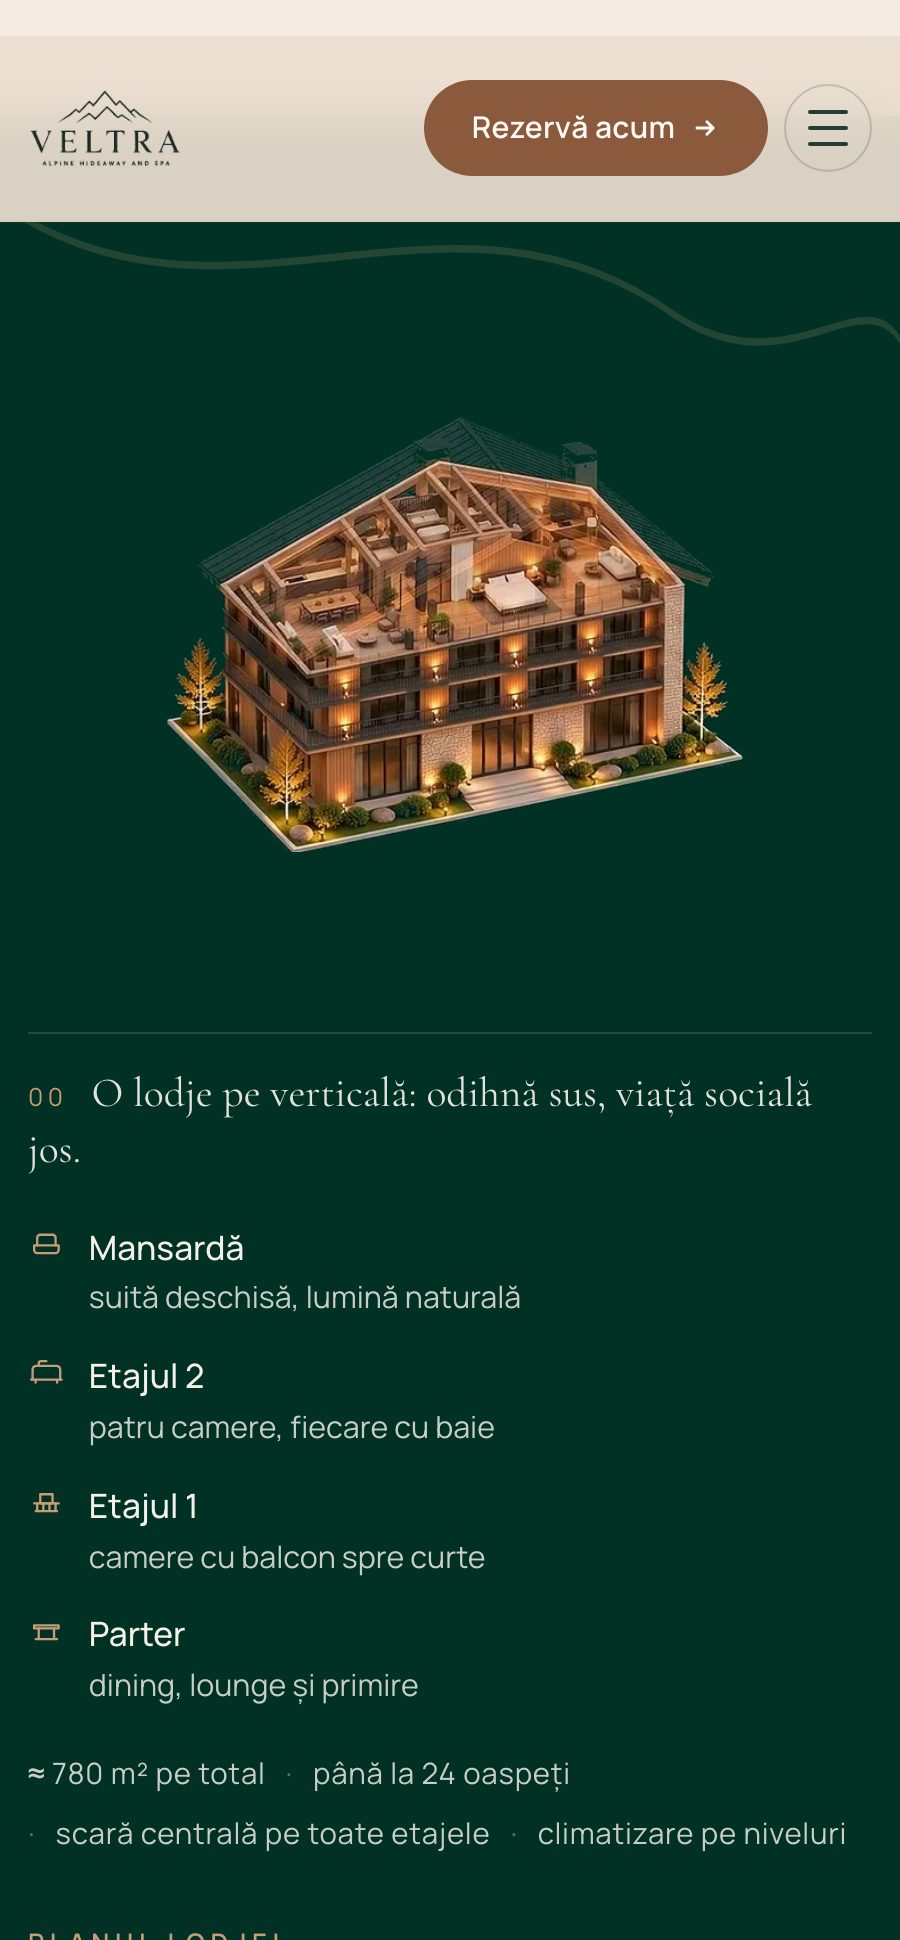 VELTRA
ALPINE HIDEAWAY AND SPA
Rezervă acum →
00 O lodje pe verticală: odihnă sus, viață socială
jos.
Mansardă
suită deschisă, lumină naturală
Etajul 2
patru camere, fiecare cu baie
Etajul 1
camere cu balcon spre curte
Parter
dining, lounge și primire
≈ 780 m² pe total · până la 24 oaspeți
· scară centrală pe toate etajele · climatizare pe niveluri